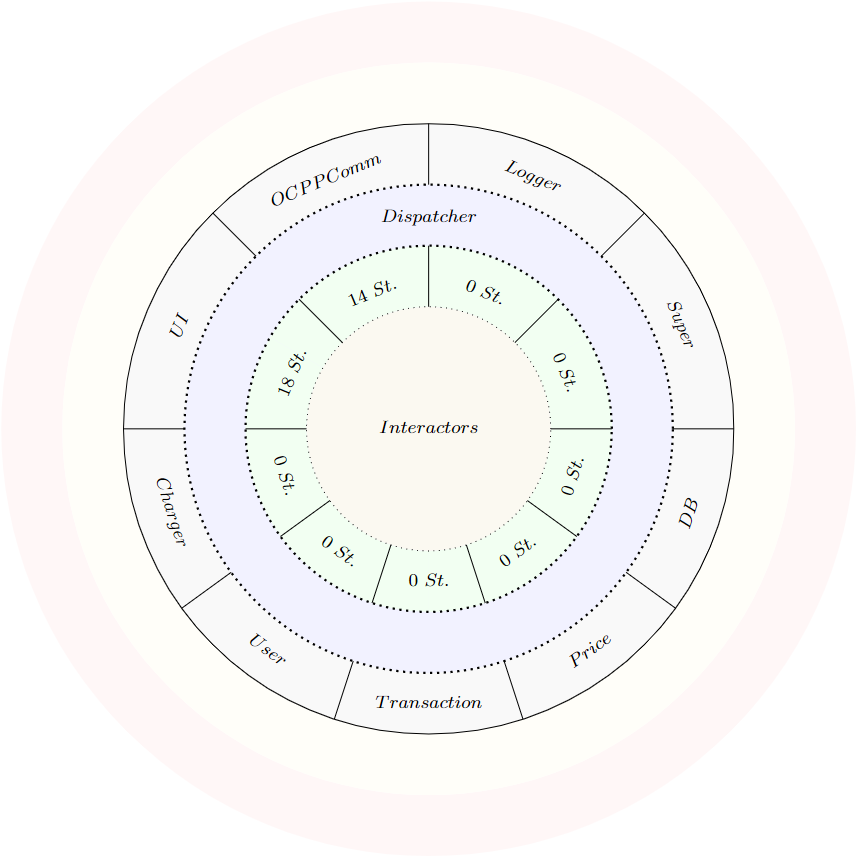 OCPPComm
Logger
Dispatcher
UI
Super
14 St.
0 St.
18 St.
0 St.
Interactors
0 St.
0 St.
Charger
DB
0 St.
0 St.
0 St.
User
Price
Transaction